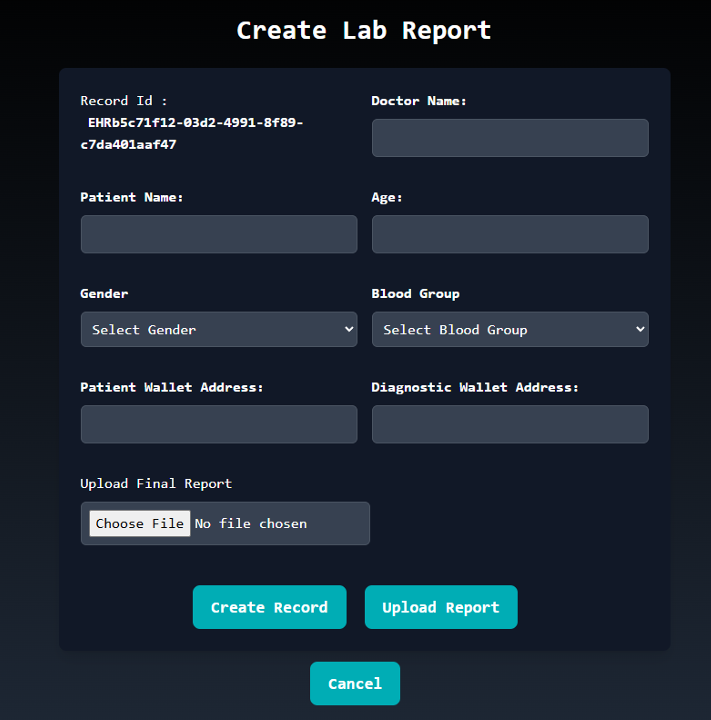 Create Lab Report
Record Id :
EHRb5c71f12-03d2-4991-8f89-
c7da401aaf47
Doctor Name:
Patient Name:
Age:
Gender
Select Gender
Blood Group
Select Blood Group
Patient Wallet Address:
Diagnostic Wallet Address:
Upload Final Report
Choose File No file chosen
Create Record
Upload Report
Cancel